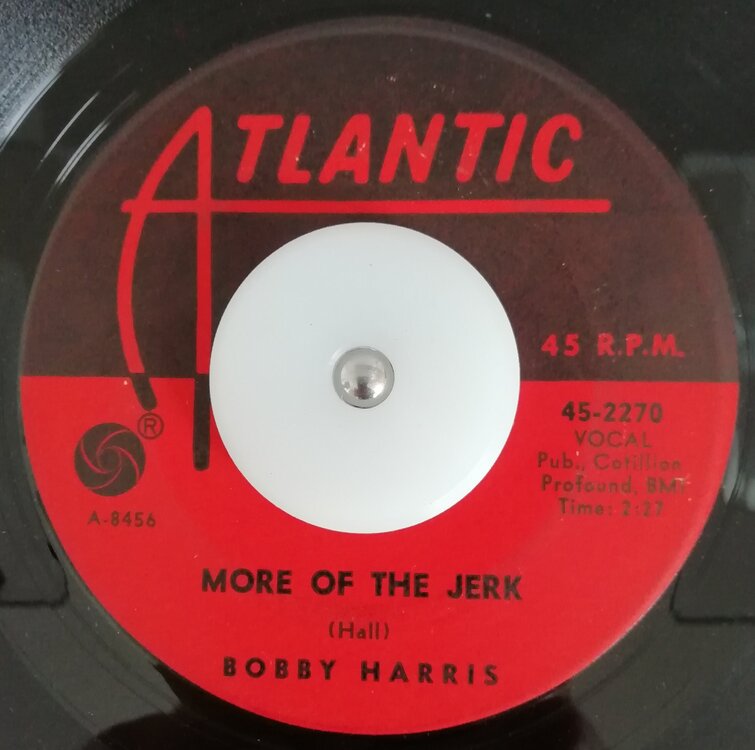 ATLANTIC
45 R.P.M.
45-2270
VOCAL
Pub., Cotillion
Profound, BMI
Time: 2:27
®
A-8456
MORE OF THE JERK
(Hall)
BOBBY HARRIS